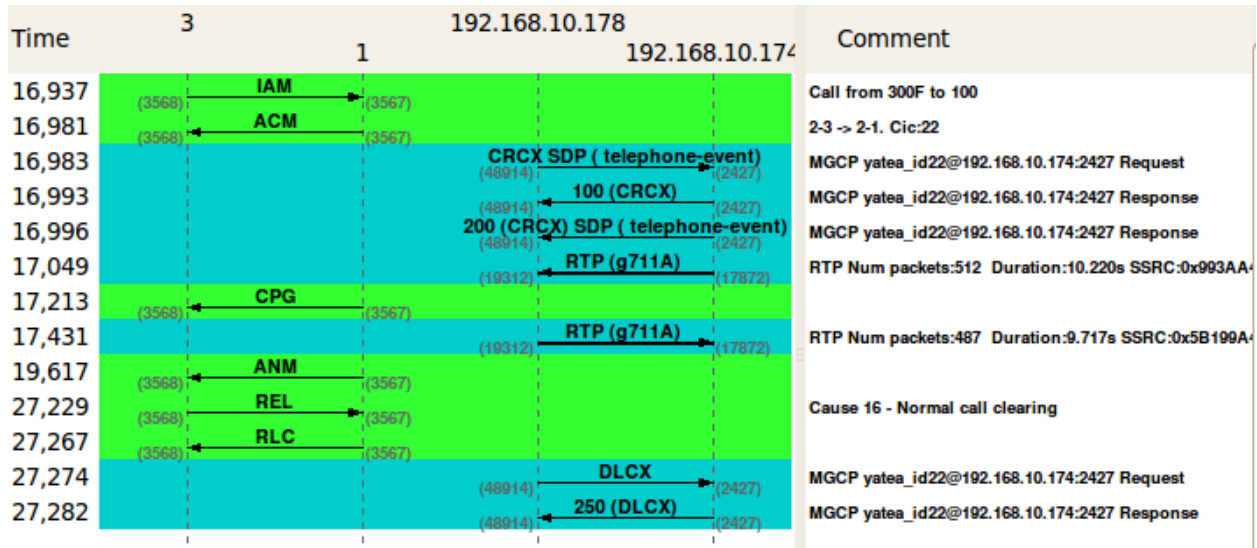 3 192.168.10.178
Time Comment
1 192.168.10.174
16,937 IAM Call from 300F to 100
(3568) (3567)
16,981 ACM 2-3 -> 2-1. Cic:22
(3568) (3567)
16,983 CRCX SDP ( telephone-event) MGCP yatea_id22@192.168.10.174:2427 Request
(48914) (2427)
16,993 100 (CRCX) MGCP yatea_id22@192.168.10.174:2427 Response
(48914) (2427)
16,996 200 (CRCX) SDP ( telephone-event) MGCP yatea_id22@192.168.10.174:2427 Response
(48914) (2427)
17,049 RTP (g711A) RTP Num packets:512 Duration:10.220s SSRC:0x993AA4
(19312) (17872)
17,213 CPG
(3568) (3567)
17,431 RTP (g711A) RTP Num packets:487 Duration:9.717s SSRC:0x5B199A4
(19312) (17872)
19,617 ANM
(3568) (3567)
27,229 REL Cause 16 - Normal call clearing
(3568) (3567)
27,267 RLC
(3568) (3567)
27,274 DLCX MGCP yatea_id22@192.168.10.174:2427 Request
(48914) (2427)
27,282 250 (DLCX) MGCP yatea_id22@192.168.10.174:2427 Response
(48914) (2427)